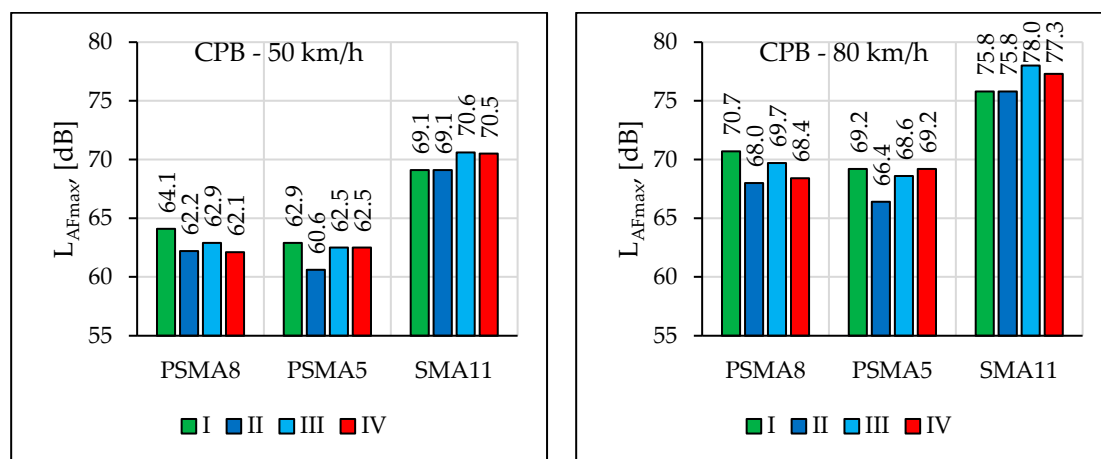 CPB - 50 km/h
L_AFmax, [dB]
80
75
70
65
60
55
64.1 62.2 62.9 62.1 62.9 60.6 62.5 62.5 69.1 69.1 70.6 70.5
PSMA8 PSMA5 SMA11
I II III IV
CPB - 80 km/h
L_AFmax, [dB]
80
75
70
65
60
55
70.7 68.0 69.7 68.4 69.2 66.4 68.6 69.2 75.8 75.8 78.0 77.3
PSMA8 PSMA5 SMA11
I II III IV